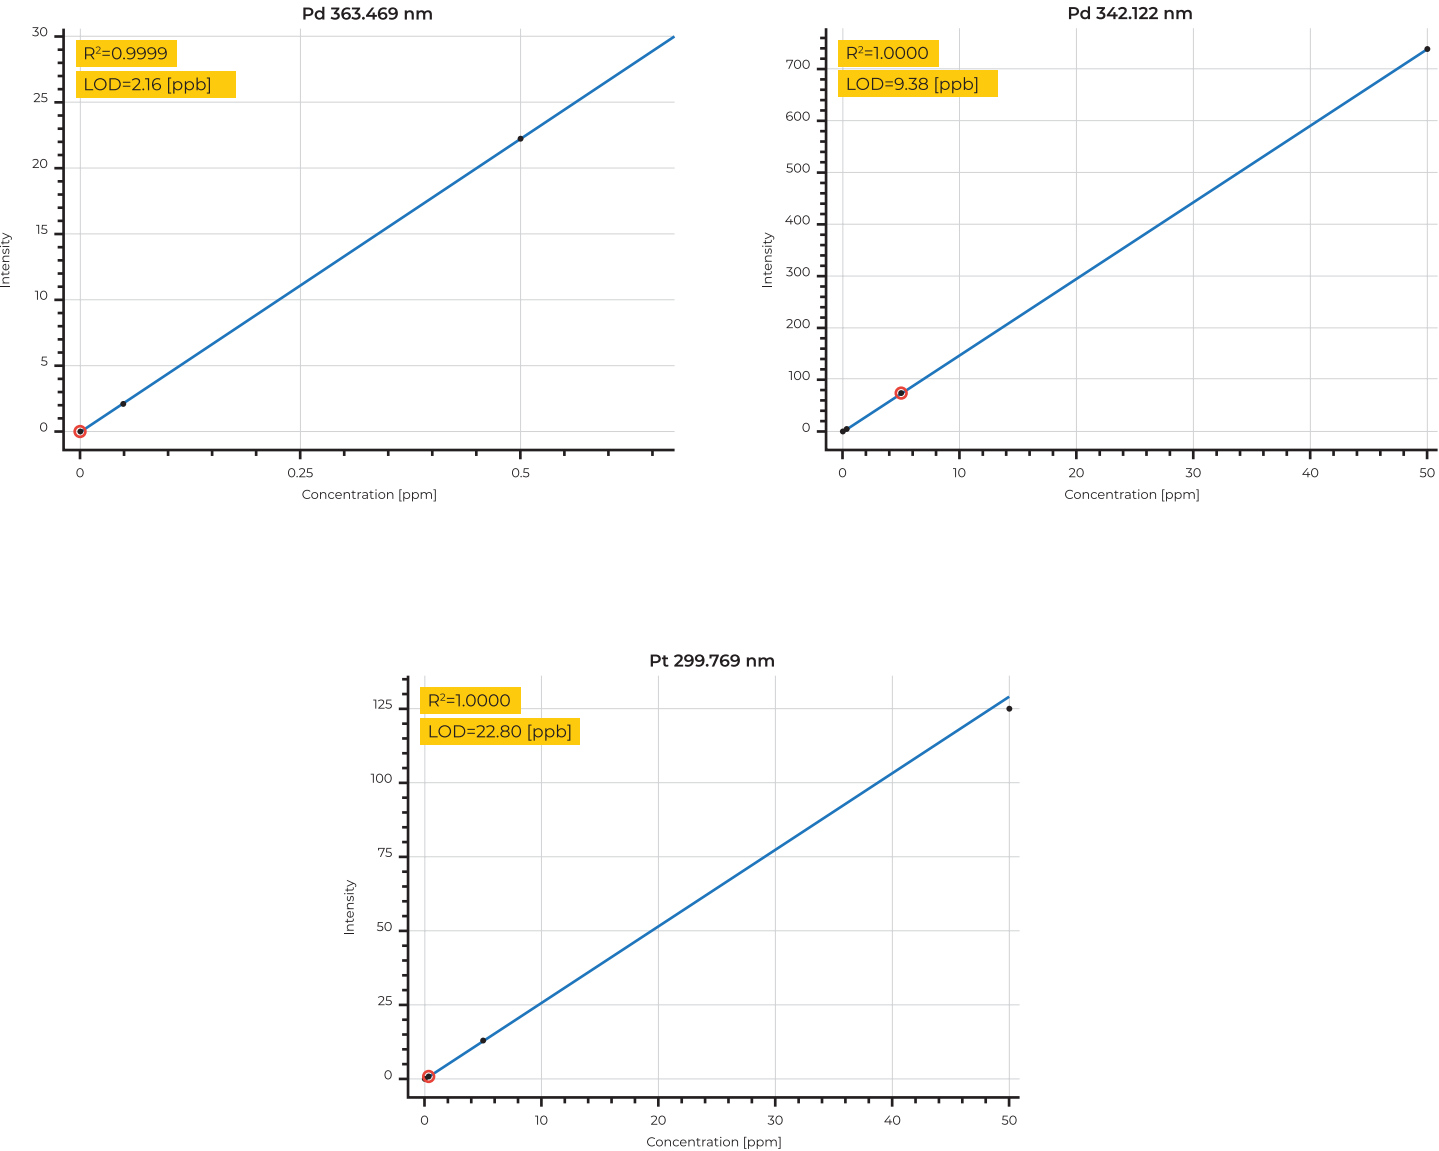 Pd 363.469 nm
R²=0.9999
LOD=2.16 [ppb]
30
25
20
15
10
5
0
Intensity
0 0.25 0.5
Concentration [ppm]
Pd 342.122 nm
R²=1.0000
LOD=9.38 [ppb]
700
600
500
400
300
200
100
0
Intensity
0 10 20 30 40 50
Concentration [ppm]
Pt 299.769 nm
R²=1.0000
LOD=22.80 [ppb]
125
100
75
50
25
0
Intensity
0 10 20 30 40 50
Concentration [ppm]